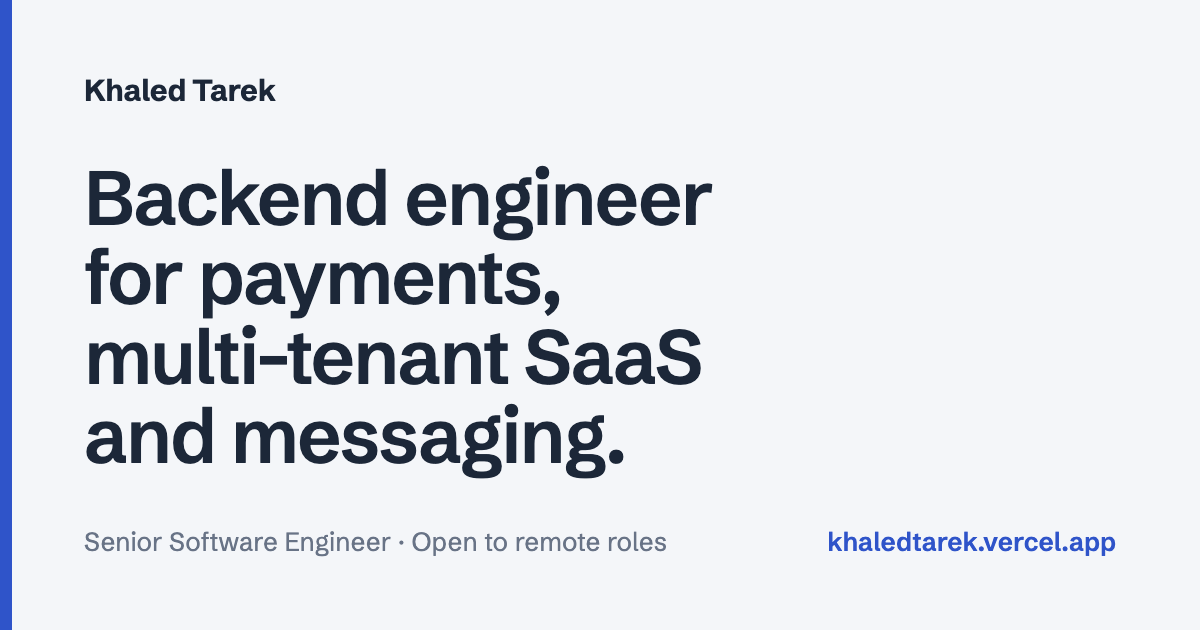 Khaled Tarek
Backend engineer
for payments,
multi-tenant SaaS
and messaging.
Senior Software Engineer · Open to remote roles
khaledtarek.vercel.app